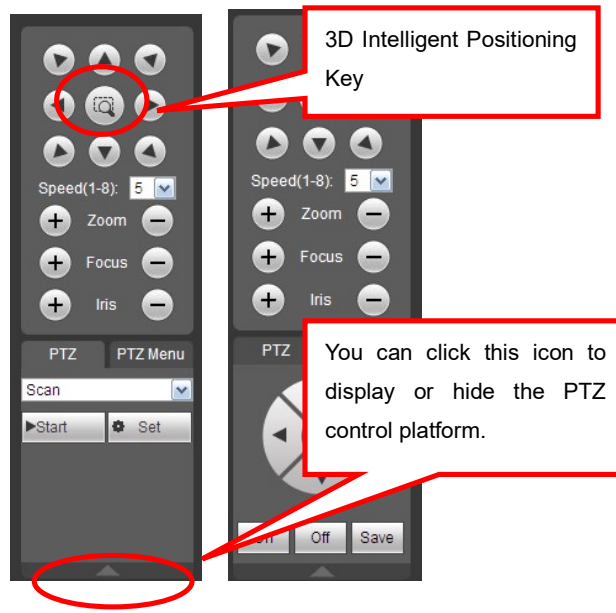 3D Intelligent Positioning
Key
Speed(1-8): 5
Zoom
Focus
Iris
PTZ PTZ Menu
Scan
Start Set
Speed(1-8): 5
Zoom
Focus
Iris
PTZ
You can click this icon to
display or hide the PTZ
control platform.
Off Save